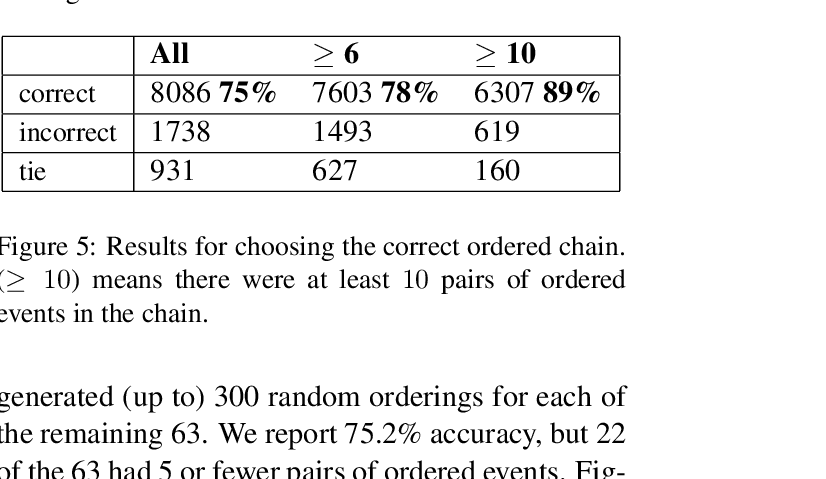 All ≥ 6 ≥ 10
correct 8086 75% 7603 78% 6307 89%
incorrect 1738 1493 619
tie 931 627 160
Figure 5: Results for choosing the correct ordered chain.
(≥ 10) means there were at least 10 pairs of ordered
events in the chain.
generated (up to) 300 random orderings for each of
the remaining 63. We report 75.2% accuracy, but 22
of the 63 had 5 or fewer pairs of ordered events. Fig-